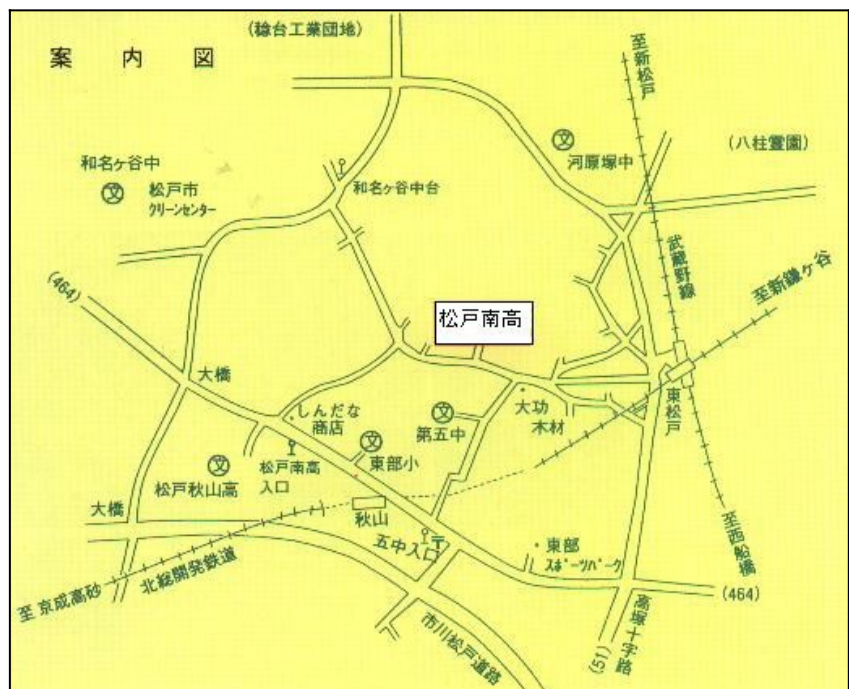 (稔台工業団地)
案 内 図
至新松戸
(八柱霊園)
河原塚中
和名ヶ谷中
松戸市
クリーンセンター
和名ヶ谷中台
武蔵野線
至新鎌ヶ谷
(464)
松戸南高
大橋
しんだな
商店
第五中
大功
木材
東松戸
東部小
松戸南高
入口
松戸秋山高
大橋
秋山
五中入口
〒
東部
スポーツパーク
至西船橋
北総開発鉄道
至 京成高砂
(464)
市川松戸道路
高塚十字路
(51)
文
文
文
文
文